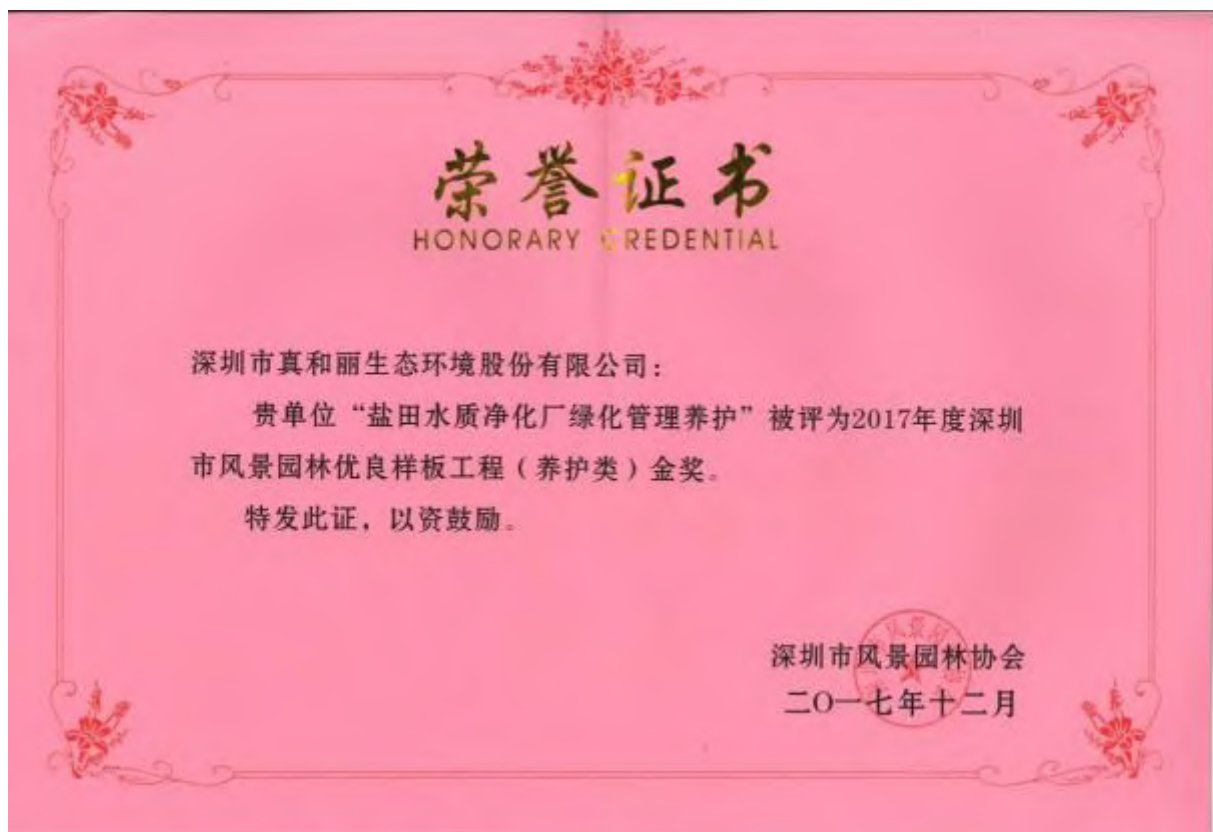 荣誉证书
HONORARY CREDENTIAL
深圳市真和丽生态环境股份有限公司：
贵单位“盐田水质净化厂绿化管理养护”被评为2017年度深圳
市风景园林优良样板工程（养护类）金奖。
特发此证，以资鼓励。
深圳市风景园林协会
二〇一七年十二月